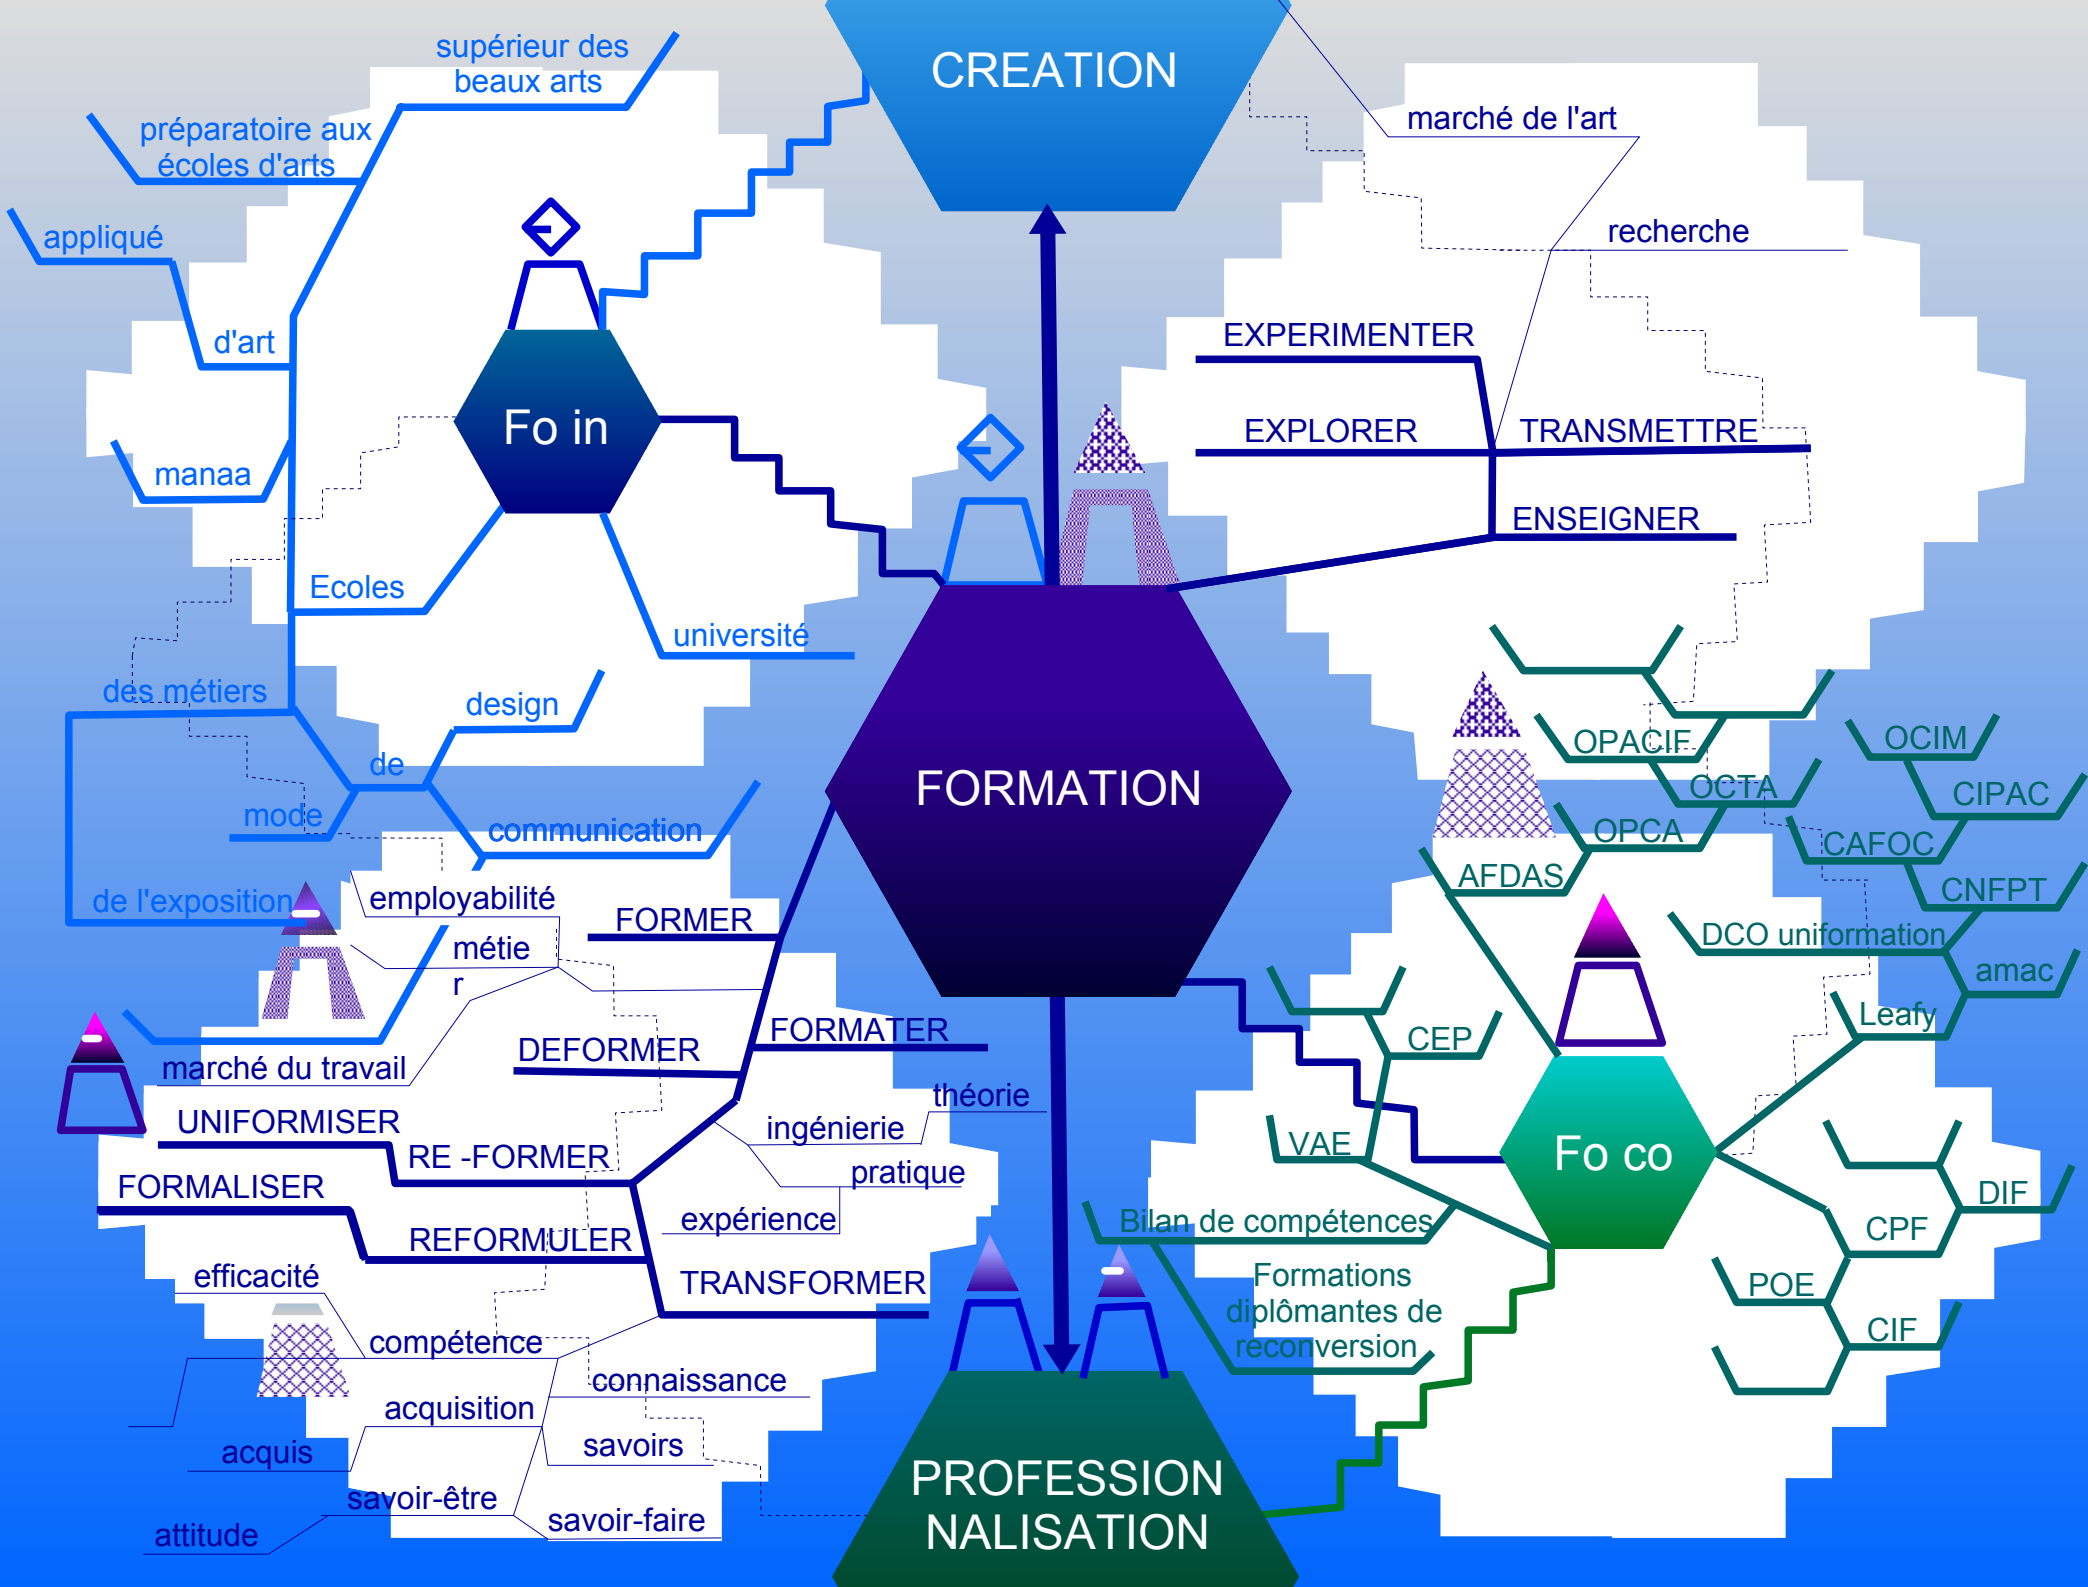 CREATION
supérieur des
beaux arts
préparatoire aux
écoles d'arts
appliqué
d'art
manaa
Fo in
Ecoles
université
des métiers
design
de
mode
communication
de l'exposition
marché de l'art
recherche
EXPERIMENTER
EXPLORER
TRANSMETTRE
ENSEIGNER
FORMATION
employabilité
métie
r
marché du travail
FORMER
FORMATER
DEFORMER
UNIFORMISER
RE -FORMER
FORMALISER
REFORMULER
TRANSFORMER
théorie
ingénierie
pratique
expérience
efficacité
compétence
connaissance
acquisition
acquis
savoirs
savoir-être
savoir-faire
attitude
OPACIF
OCTA
OPCA
AFDAS
OCIM
CIPAC
CAFOC
CNFPT
DCO uniformation
amac
Leafy
CEP
VAE
Fo co
Bilan de compétences
Formations
diplômantes de
reconversion
DIF
CPF
POE
CIF
PROFESSION
NALISATION